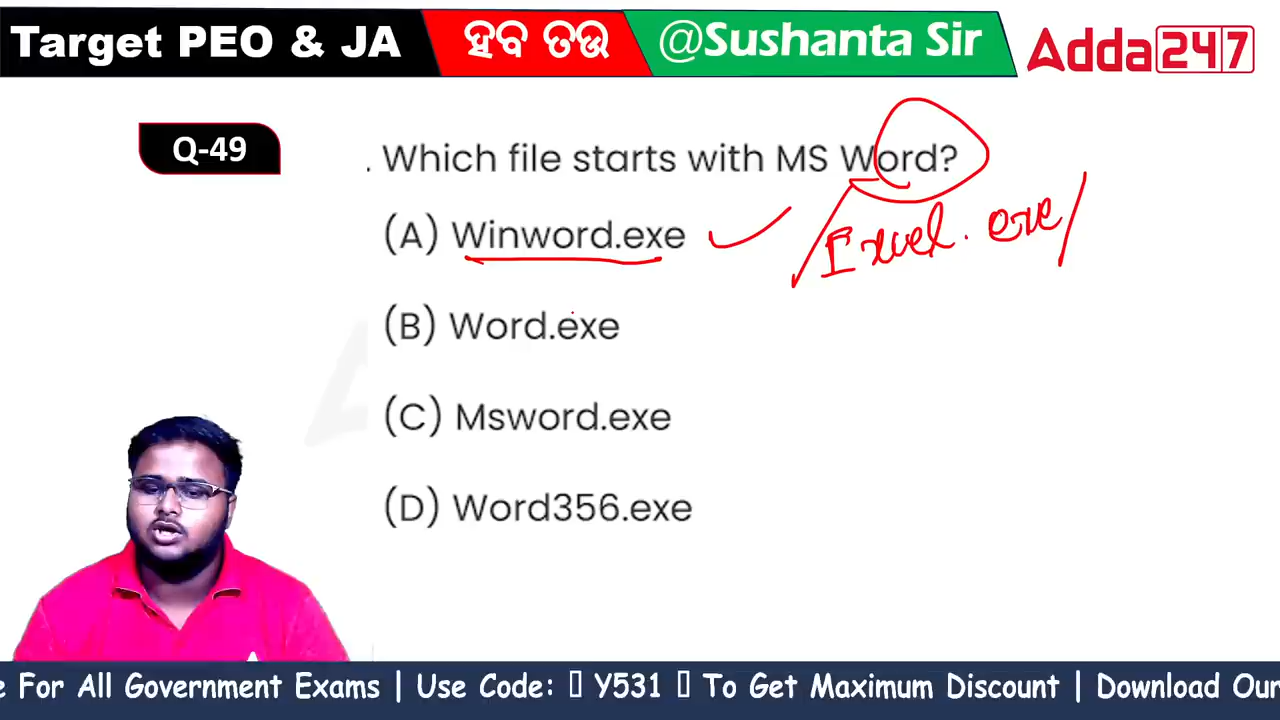 Target PEO & JA
ହବ ତଉ
@Sushanta Sir
Adda247
Q-49
. Which file starts with MS Word?
(A) Winword.exe
Excel. exe/
(B) Word.exe
(C) Msword.exe
(D) Word356.exe
e For All Government Exams | Use Code: Y531 To Get Maximum Discount | Download Our